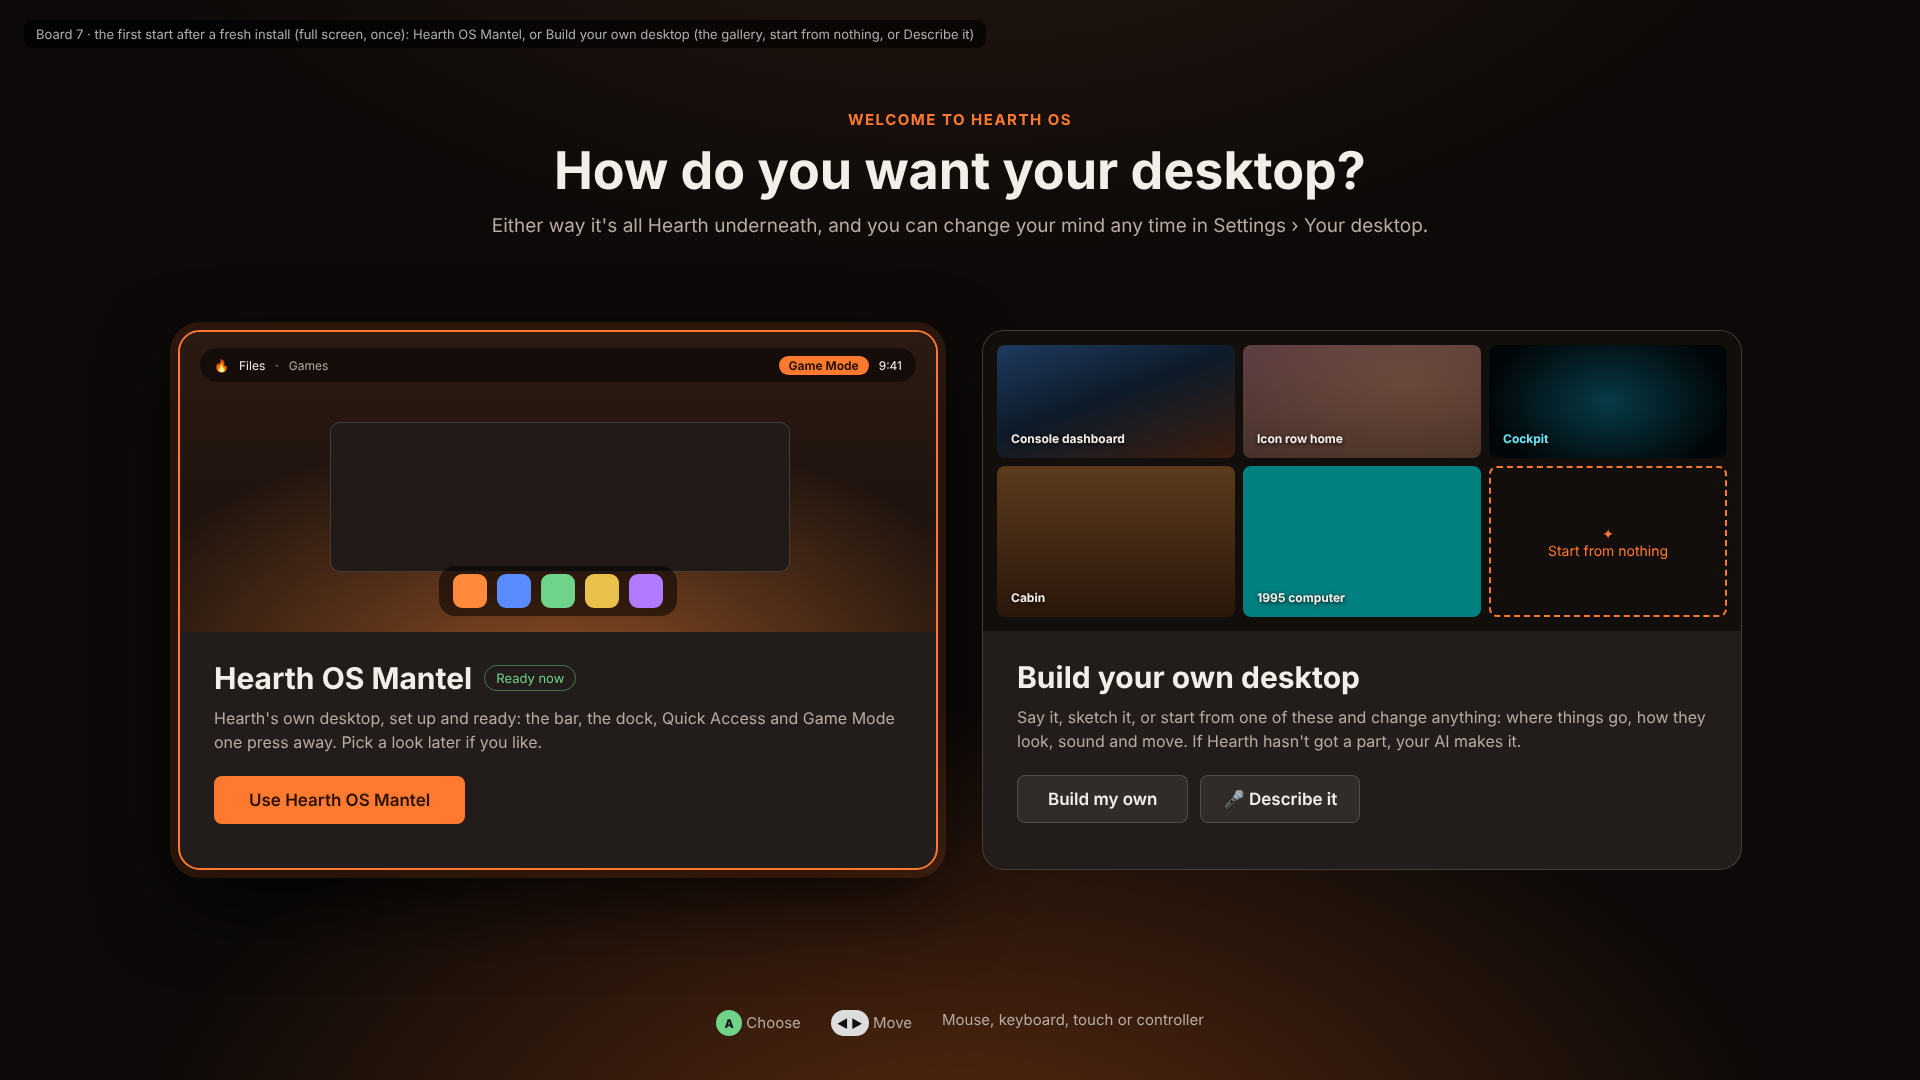 Board 7 · the first start after a fresh install (full screen, once): Hearth OS Mantel, or Build your own desktop (the gallery, start from nothing, or Describe it)
WELCOME TO HEARTH OS
How do you want your desktop?
Either way it's all Hearth underneath, and you can change your mind any time in Settings › Your desktop.
Files · Games
Game Mode 9:41
Hearth OS Mantel Ready now
Hearth's own desktop, set up and ready: the bar, the dock, Quick Access and Game Mode
one press away. Pick a look later if you like.
Use Hearth OS Mantel
Console dashboard
Icon row home
Cockpit
Cabin
1995 computer
Start from nothing
Build your own desktop
Say it, sketch it, or start from one of these and change anything: where things go, how they
look, sound and move. If Hearth hasn't got a part, your AI makes it.
Build my own
Describe it
A Choose
Move
Mouse, keyboard, touch or controller